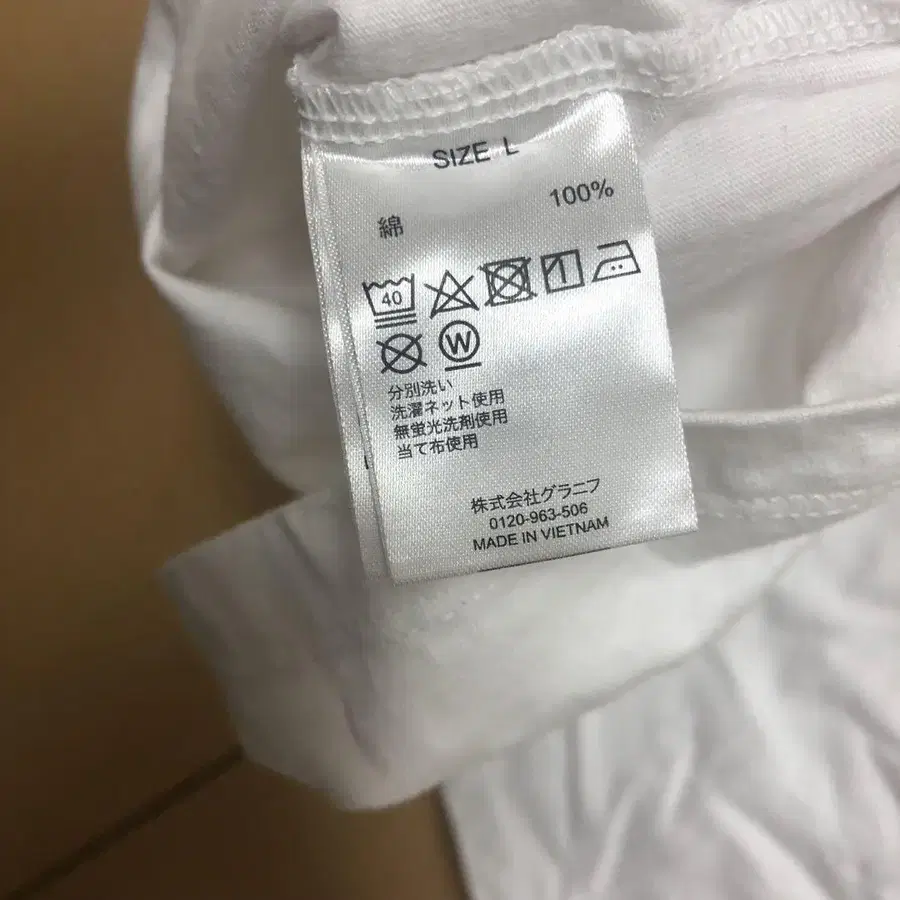 SIZE L
綿 100%
40
W
分別洗い
洗濯ネット使用
無蛍光洗剤使用
当て布使用
株式会社グラニフ
0120-963-506
MADE IN VIETNAM